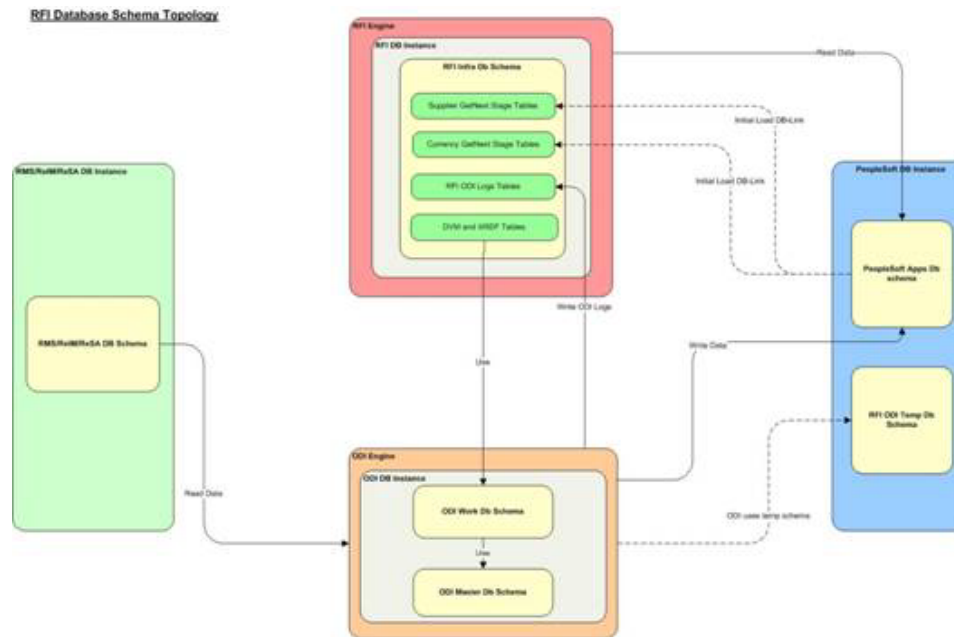 RFI Database Schema Topology
RFI Engine
RFI DB Instance
RFI Infra Db Schema
Supplier GetNext Stage Tables
Currency GetNext Stage Tables
RFI ODI Logs Tables
DVM and XREF Tables
Read Data
Initial Load DB-Link
Initial Load DB-Link
RMS/ReIM/ReSA DB Instance
RMS/ReIM/ReSA DB Schema
PeopleSoft DB Instance
PeopleSoft Apps Db
schema
RFI ODI Temp Db
Schema
Write ODI Logs
Use
Write Data
Read Data
ODI uses temp schema
ODI Engine
ODI DB Instance
ODI Work Db Schema
Use
ODI Master Db Schema